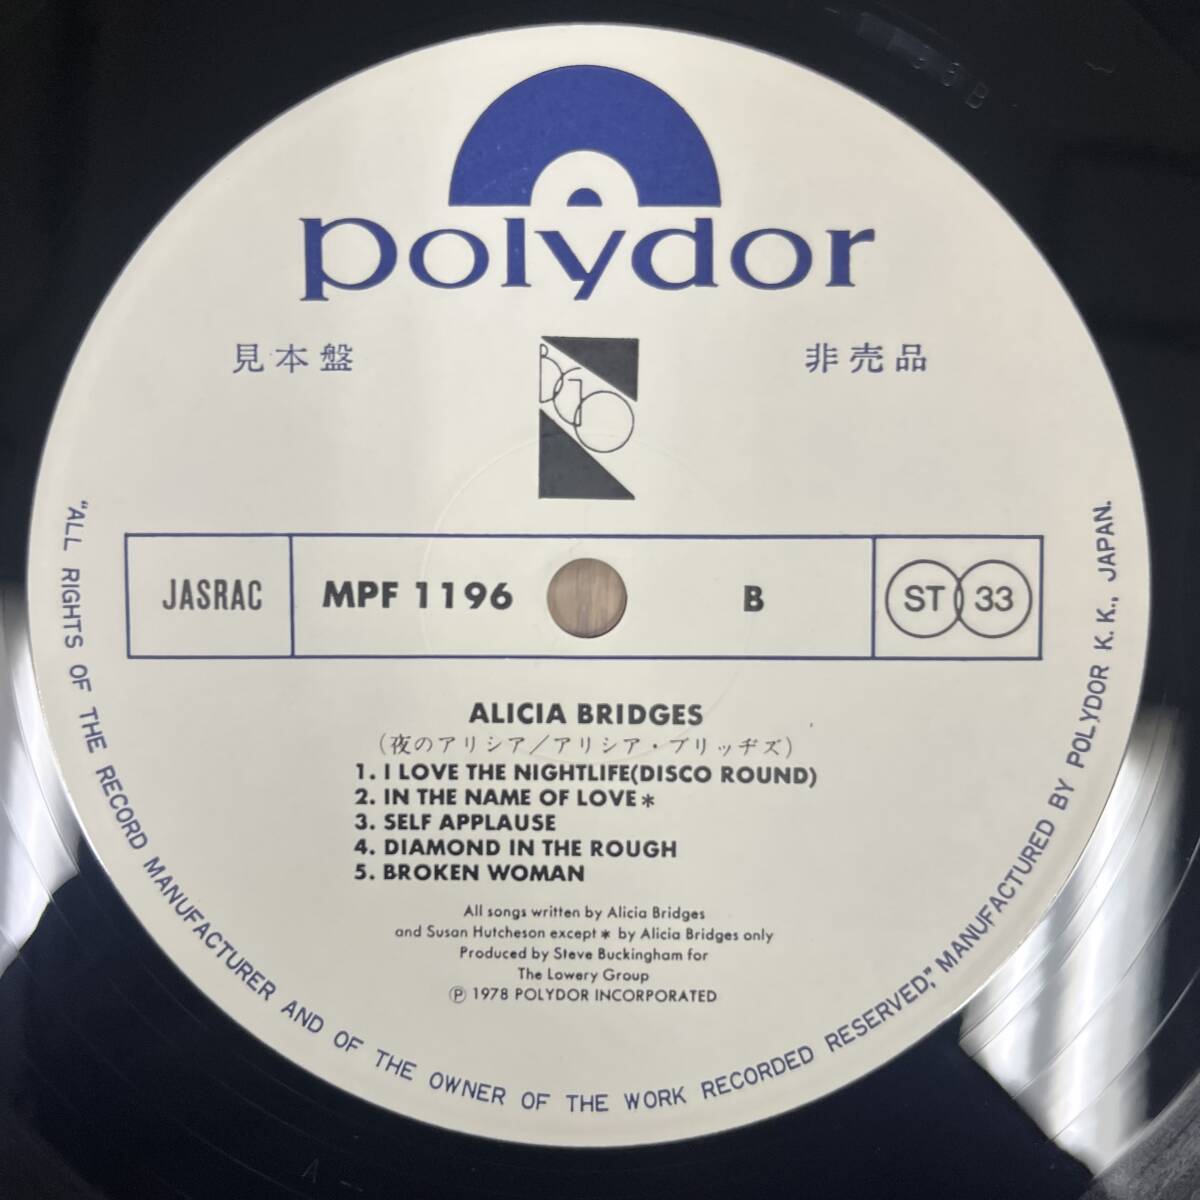 polydor
見本盤
非売品
JASRAC
MPF 1196
B
ST 33
ALICIA BRIDGES
(夜のアリシア/アリシア・ブリッヂズ)
1. I LOVE THE NIGHTLIFE(DISCO ROUND)
2. IN THE NAME OF LOVE*
3. SELF APPLAUSE
4. DIAMOND IN THE ROUGH
5. BROKEN WOMAN
All songs written by Alicia Bridges
and Susan Hutcheson except * by Alicia Bridges only
Produced by Steve Buckingham for
The Lowery Group
Ⓟ 1978 POLYDOR INCORPORATED
"ALL RIGHTS OF THE RECORD MANUFACTURER AND OF THE OWNER OF THE WORK RECORDED RESERVED," MANUFACTURED BY POLYDOR K.K., JAPAN.